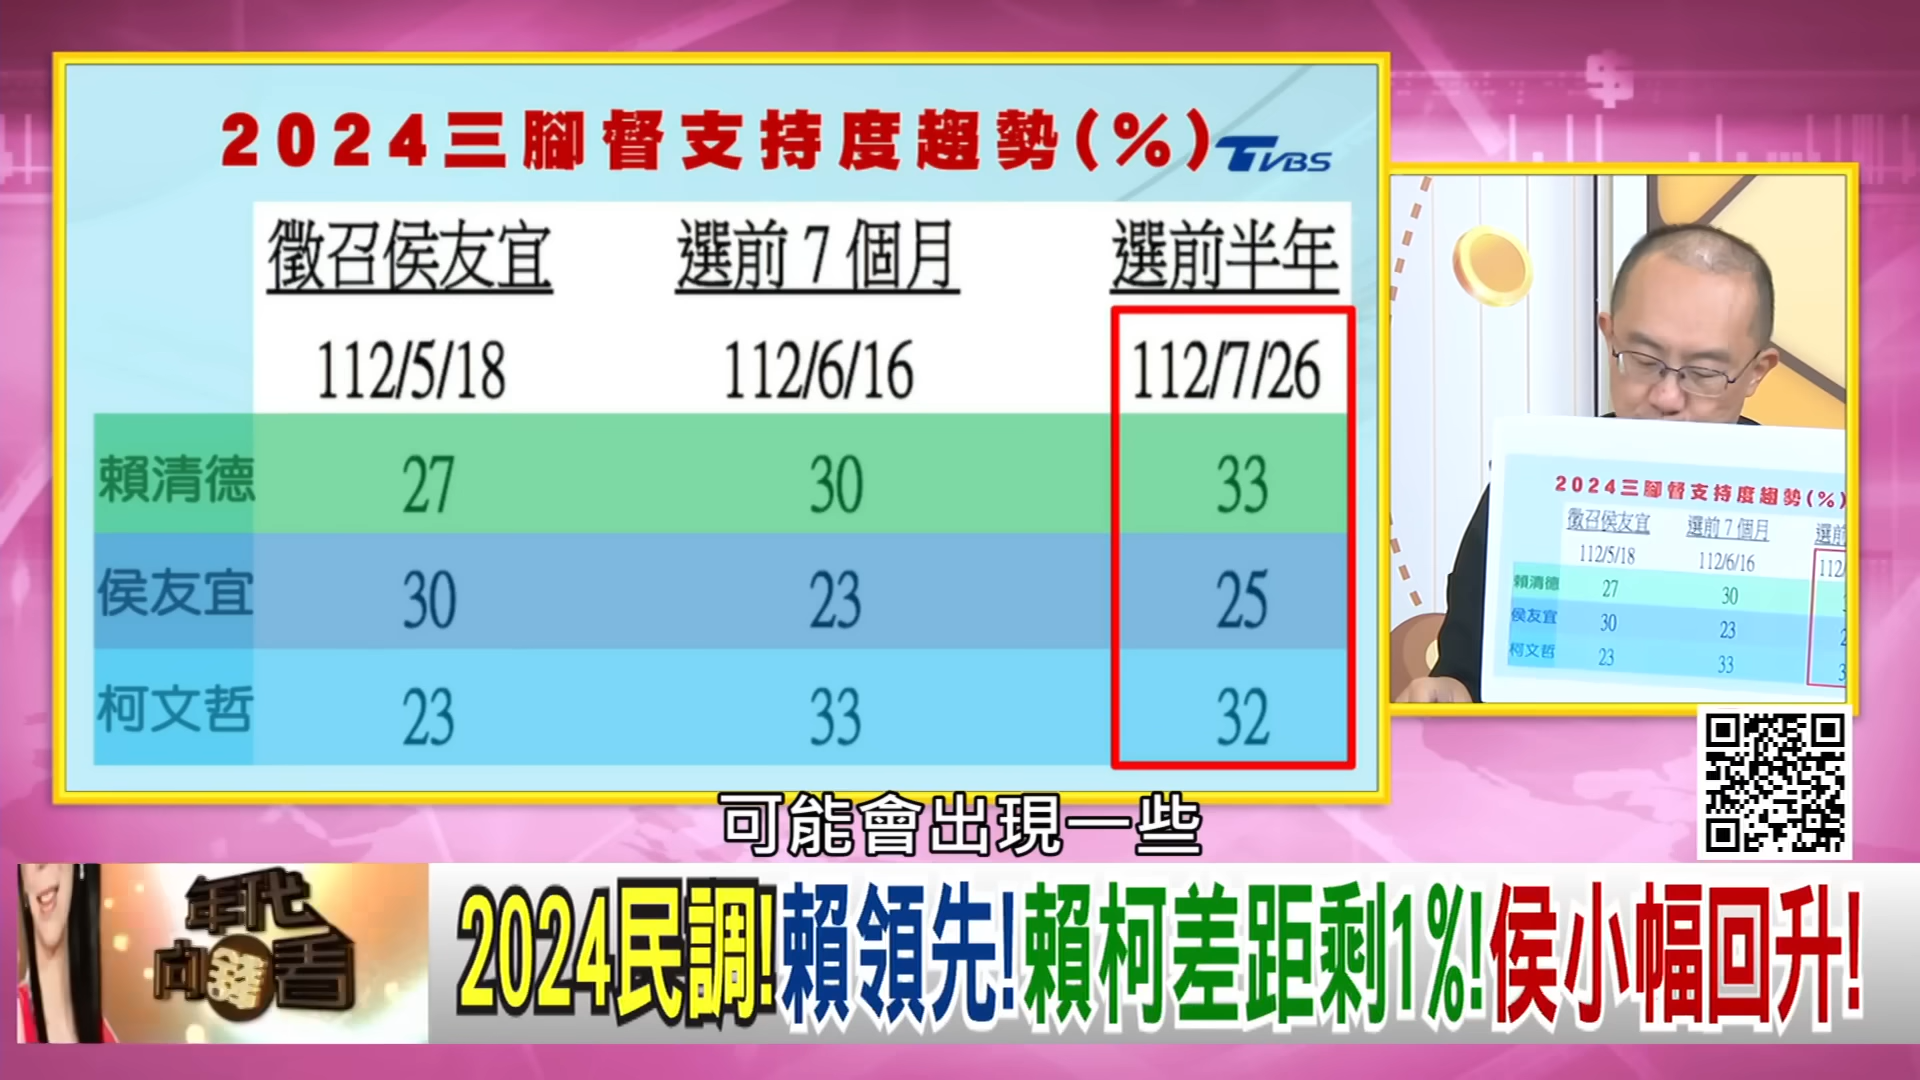 2024三腳督支持度趨勢(%)
TVBS
徵召侯友宜 選前7個月 選前半年
112/5/18 112/6/16 112/7/26
賴清德 27 30 33
侯友宜 30 23 25
柯文哲 23 33 32
2024三腳督支持度趨勢(%)
徵召侯友宜 選前7個月 選前
112/5/18 112/6/16 112/
賴清德 27 30
侯友宜 30 23 2
柯文哲 23 33 3
可能會出現一些
年代
向錢看
2024民調!賴領先!賴柯差距剩1%!侯小幅回升!